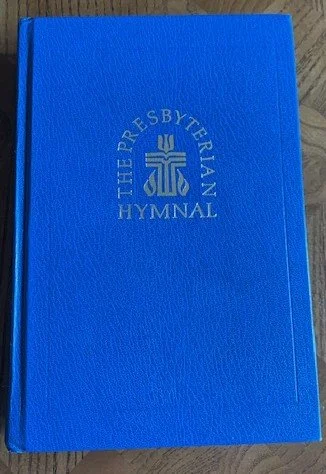 THE PRESBYTERIAN
HYMNAL